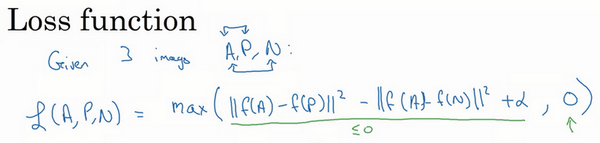 Loss function
Given 3 images A, P, N:
L(A,P,N) = max(||f(A)-f(P)||² - ||f(A)-f(N)||² + α, 0)
≤0